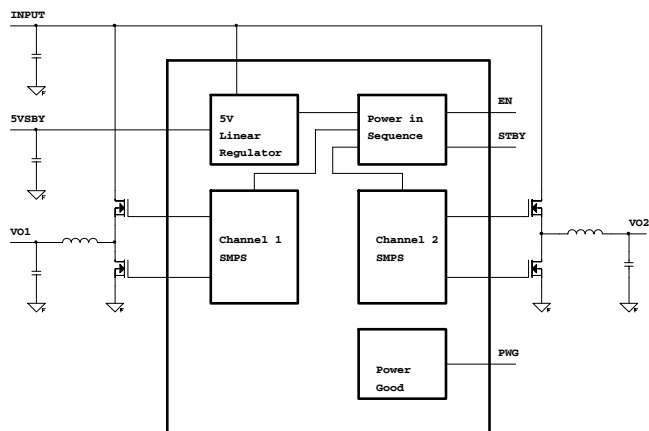 INPUT
5VSBY
5V
Linear
Regulator
Power in
Sequence
EN
STBY
Channel 1
SMPS
Channel 2
SMPS
VO1
VO2
Power
Good
PWG
F
F
F
F
F
F